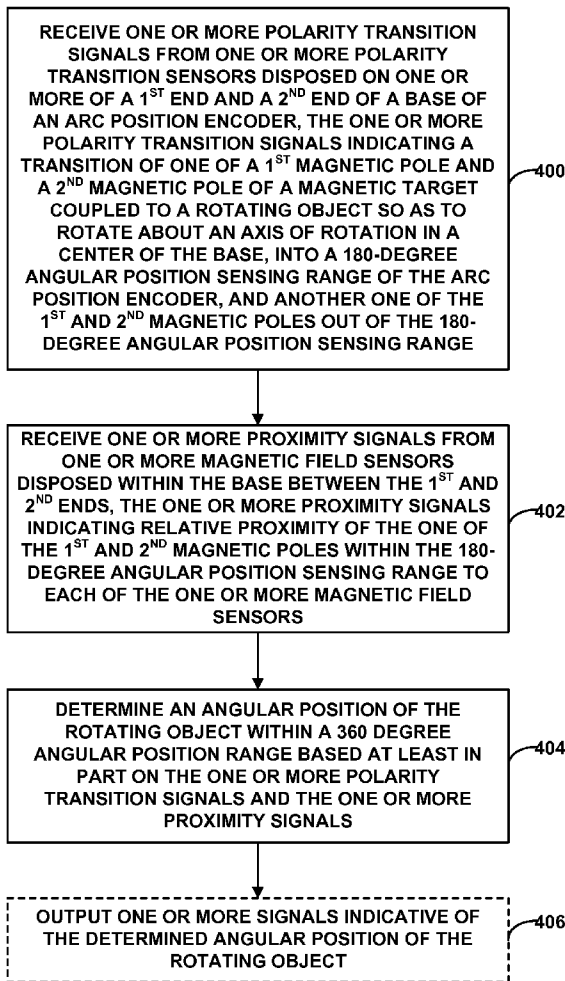 RECEIVE ONE OR MORE POLARITY TRANSITION
SIGNALS FROM ONE OR MORE POLARITY
TRANSITION SENSORS DISPOSED ON ONE OR
MORE OF A 1ST END AND A 2ND END OF A BASE OF
AN ARC POSITION ENCODER, THE ONE OR MORE
POLARITY TRANSITION SIGNALS INDICATING A
TRANSITION OF ONE OF A 1ST MAGNETIC POLE AND
A 2ND MAGNETIC POLE OF A MAGNETIC TARGET
COUPLED TO A ROTATING OBJECT SO AS TO
ROTATE ABOUT AN AXIS OF ROTATION IN A
CENTER OF THE BASE, INTO A 180-DEGREE
ANGULAR POSITION SENSING RANGE OF THE ARC
POSITION ENCODER, AND ANOTHER ONE OF THE
1ST AND 2ND MAGNETIC POLES OUT OF THE 180-
DEGREE ANGULAR POSITION SENSING RANGE
400
RECEIVE ONE OR MORE PROXIMITY SIGNALS FROM
ONE OR MORE MAGNETIC FIELD SENSORS
DISPOSED WITHIN THE BASE BETWEEN THE 1ST AND
2ND ENDS, THE ONE OR MORE PROXIMITY SIGNALS
INDICATING RELATIVE PROXIMITY OF THE ONE OF
THE 1ST AND 2ND MAGNETIC POLES WITHIN THE 180-
DEGREE ANGULAR POSITION SENSING RANGE TO
EACH OF THE ONE OR MORE MAGNETIC FIELD
SENSORS
402
DETERMINE AN ANGULAR POSITION OF THE
ROTATING OBJECT WITHIN A 360 DEGREE
ANGULAR POSITION RANGE BASED AT LEAST IN
PART ON THE ONE OR MORE POLARITY
TRANSITION SIGNALS AND THE ONE OR MORE
PROXIMITY SIGNALS
404
OUTPUT ONE OR MORE SIGNALS INDICATIVE OF
THE DETERMINED ANGULAR POSITION OF THE
ROTATING OBJECT
406